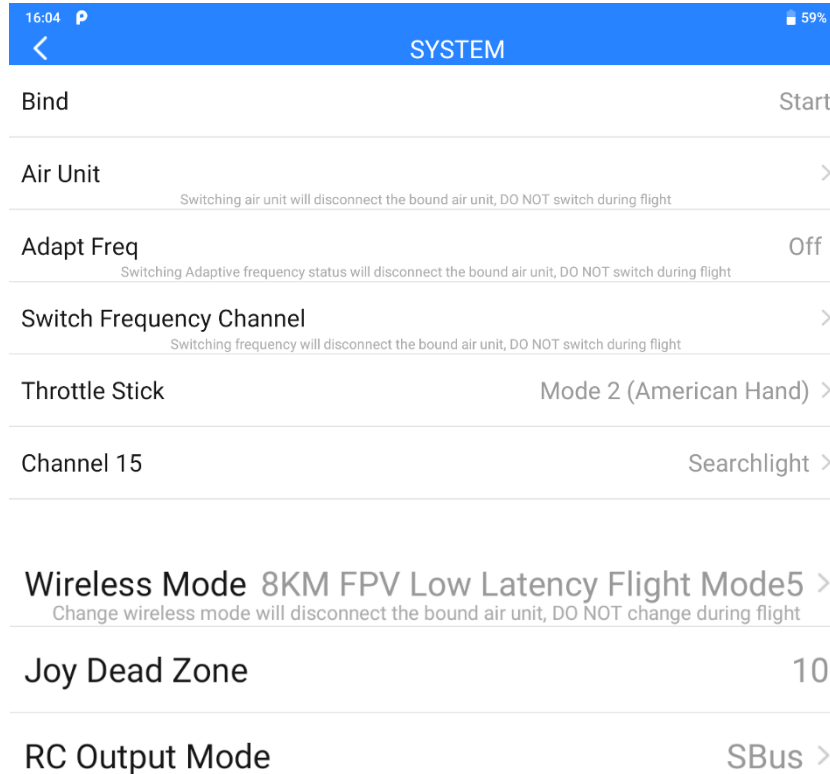 16:04 P 59%
SYSTEM
Bind Start
Air Unit
Switching air unit will disconnect the bound air unit, DO NOT switch during flight
Adapt Freq Off
Switching Adaptive frequency status will disconnect the bound air unit, DO NOT switch during flight
Switch Frequency Channel
Switching frequency will disconnect the bound air unit, DO NOT switch during flight
Throttle Stick Mode 2 (American Hand)
Channel 15 Searchlight
Wireless Mode 8KM FPV Low Latency Flight Mode5
Change wireless mode will disconnect the bound air unit, DO NOT change during flight
Joy Dead Zone 10
RC Output Mode SBus